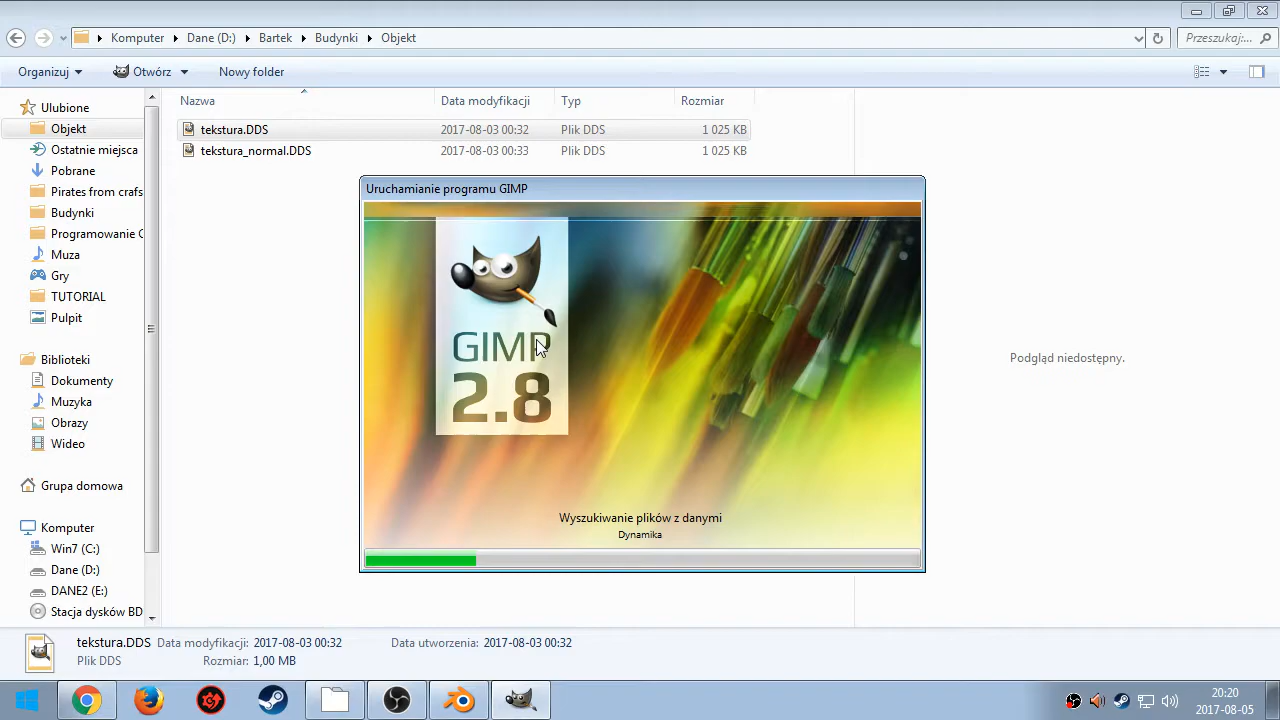 Komputer
Dane (D:)
Bartek
Budynki
Objekt
Przeszukaj:...
Organizuj
Otwórz
Nowy folder
Nazwa
Data modyfikacji
Typ
Rozmiar
tekstura.DDS
2017-08-03 00:32
Plik DDS
1 025 KB
tekstura_normal.DDS
2017-08-03 00:33
Plik DDS
1 025 KB
Ulubione
Objekt
Ostatnie miejsca
Pobrane
Pirates from crafs
Budynki
Programowanie C
Muza
Gry
TUTORIAL
Pulpit
Biblioteki
Dokumenty
Muzyka
Obrazy
Wideo
Grupa domowa
Komputer
Win7 (C:)
Dane (D:)
DANE2 (E:)
Stacja dysków BD
Uruchamianie programu GIMP
GIMP
2.8
Wyszukiwanie plików z danymi
Dynamika
Podgląd niedostępny.
tekstura.DDS Data modyfikacji: 2017-08-03 00:32 Data utworzenia: 2017-08-03 00:32
Plik DDS Rozmiar: 1,00 MB
20:20
2017-08-05